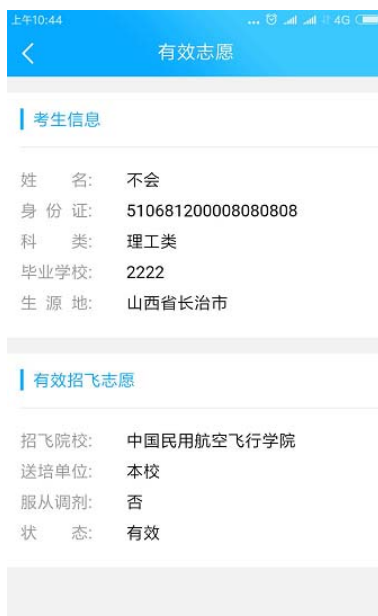 上午10:44 ... 4G
有效志愿
考生信息
姓 名: 不会
身 份 证: 510681200008080808
科 类: 理工类
毕业学校: 2222
生 源 地: 山西省长治市
有效招飞志愿
招飞院校: 中国民用航空飞行学院
送培单位: 本校
服从调剂: 否
状 态: 有效